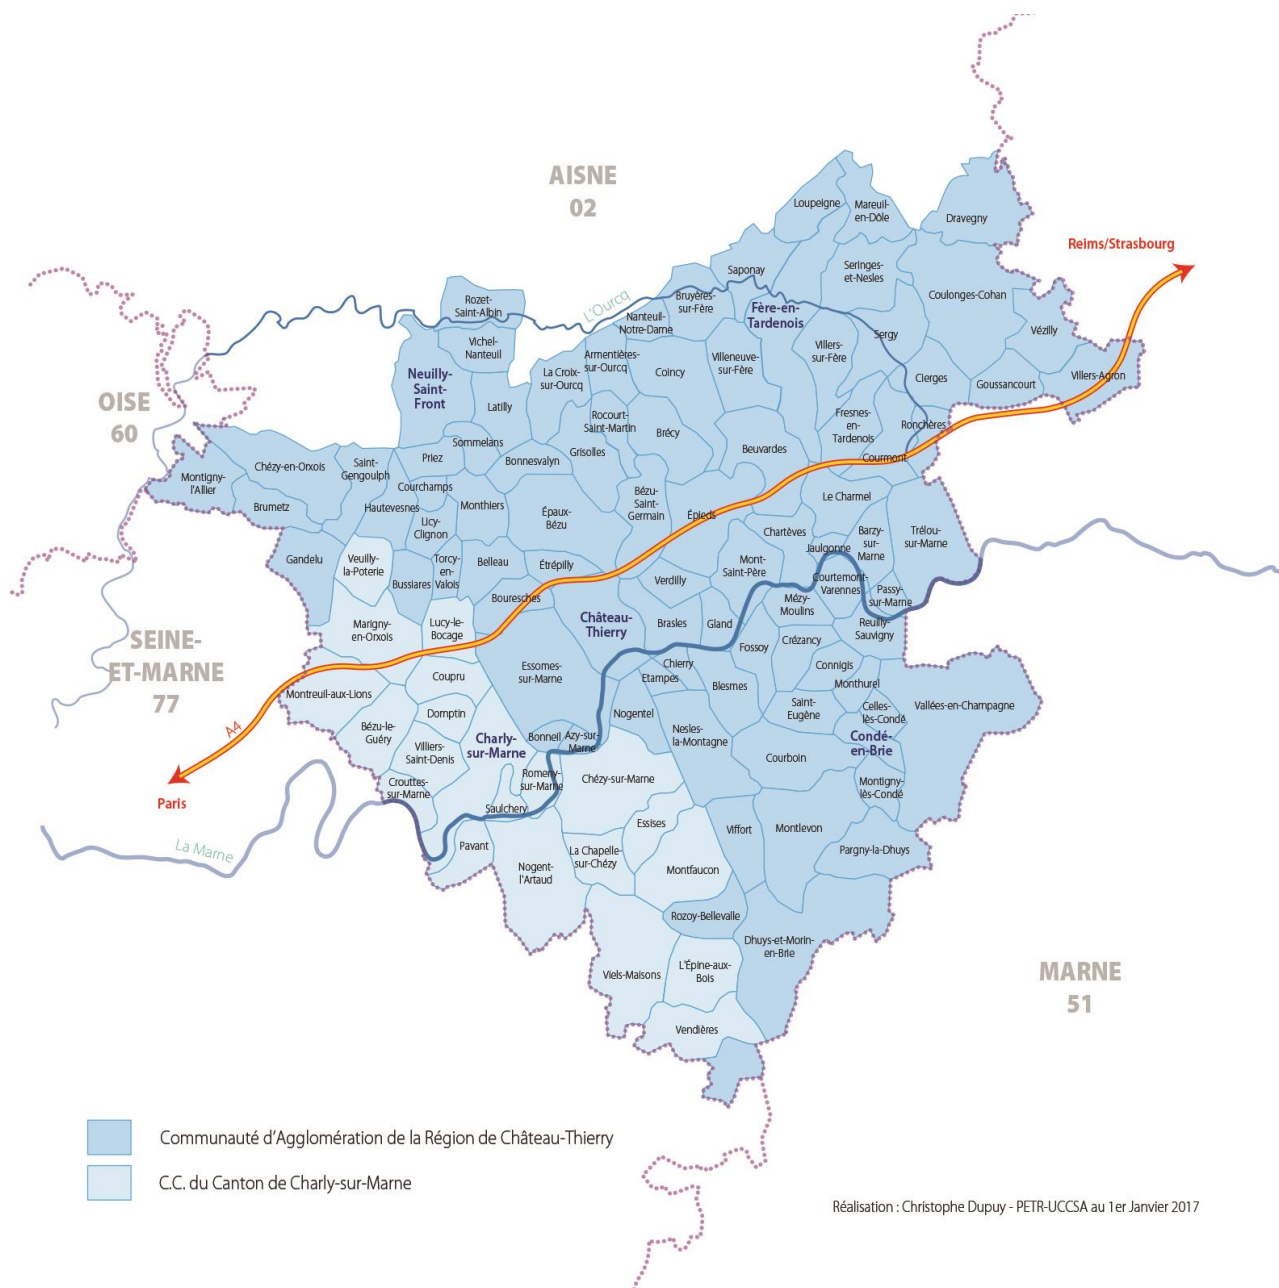 AISNE
02
Loupeigne
Mareuil-
en-Dôle
Dravegny
Reims/Strasbourg
Saponay
Seringes-
et-Nesles
Coulonges-Cohan
Rozet-
Saint-Albin
L'Ourcq
Bruyères-
sur-Fère
Fère-en-
Tardenois
Nanteuil-
Notre-Dame
Sergy
Vézilly
Vichel-
Nanteuil
Armentières-
sur-Ourcq
La Croix-
sur-Ourcq
Coincy
Villeneuve-
sur-Fère
Villers-
sur-Fère
Cierges
Goussancourt
Villers-Agron
Neuilly-
Saint-
Front
OISE
60
Latilly
Rocourt-
Saint-Martin
Brécy
Fresnes-
en-
Tardenois
Ronchères
Sommelans
Priez
Bonnesvalyn
Grisolles
Beuvardes
Courmont
Montigny-
l'Allier
Chézy-en-Orxois
Saint-
Gengoulph
Courchamps
Brumetz
Hautevesnes
Monthiers
Licy-
Clignon
Épaux-
Bézu
Bézu-
Saint-
Germain
Épieds
Le Charmel
Chartèves
Jaulgonne
Barzy-
sur-
Marne
Trélou-
sur-Marne
Gandelu
Veuilly-
la-Poterie
Bussiares
Torcy-
en-
Valois
Belleau
Étrépilly
Mont-
Saint-Père
Verdilly
Courtemont-
Varennes
Passy-
sur-Marne
Bouresches
Mézy-
Moulins
Reuilly-
Sauvigny
Marigny-
en-Orxois
Lucy-le-
Bocage
Château-
Thierry
Brasles
Gland
Fossoy
Crézancy
SEINE-
ET-MARNE
77
Essomes-
sur-Marne
Chierry
Etampes
Blesmes
Connigis
Monthurel
Montreuil-aux-Lions
Coupru
Domptin
Nogentel
Saint-
Eugène
Celles-
lès-Condé
Vallées-en-Champagne
A4
Bézu-le-
Guéry
Villiers-
Saint-Denis
Charly-
sur-Marne
Bonneil
Azy-sur-
Marne
Nesles-
la-Montagne
Condé-
en-Brie
Courboin
Paris
Crouttes-
sur-Marne
Romeny-
sur-Marne
Chézy-sur-Marne
Montigny-
lès-Condé
Saulchery
La Marne
Pavant
Essises
Viffort
Montlevon
Nogent-
l'Artaud
La Chapelle-
sur-Chézy
Montfaucon
Pargny-la-Dhuys
Rozoy-Bellevalle
Dhuys-et-Morin-
en-Brie
Viels-Maisons
L'Épine-aux-
Bois
MARNE
51
Vendières
Communauté d'Agglomération de la Région de Château-Thierry
C.C. du Canton de Charly-sur-Marne
Réalisation : Christophe Dupuy - PETR-UCCSA au 1er Janvier 2017